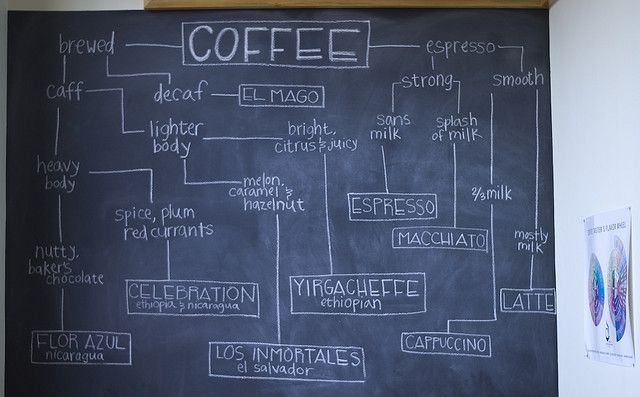 COFFEE
brewed
espresso
caff
decaf
EL MAGO
strong
smooth
lighter
body
bright,
citrus & juicy
sans
milk
splash
of milk
heavy
body
melon,
caramel &
hazelnut
2/3 milk
ESPRESSO
spice, plum
red currants
MACCHIATO
mostly
milk
nutty,
baker's
chocolate
CELEBRATION
ethiopia & nicaragua
YIRGACHEFFE
ethiopian
LATTE
FLOR AZUL
nicaragua
LOS INMORTALES
el salvador
CAPPUCCINO